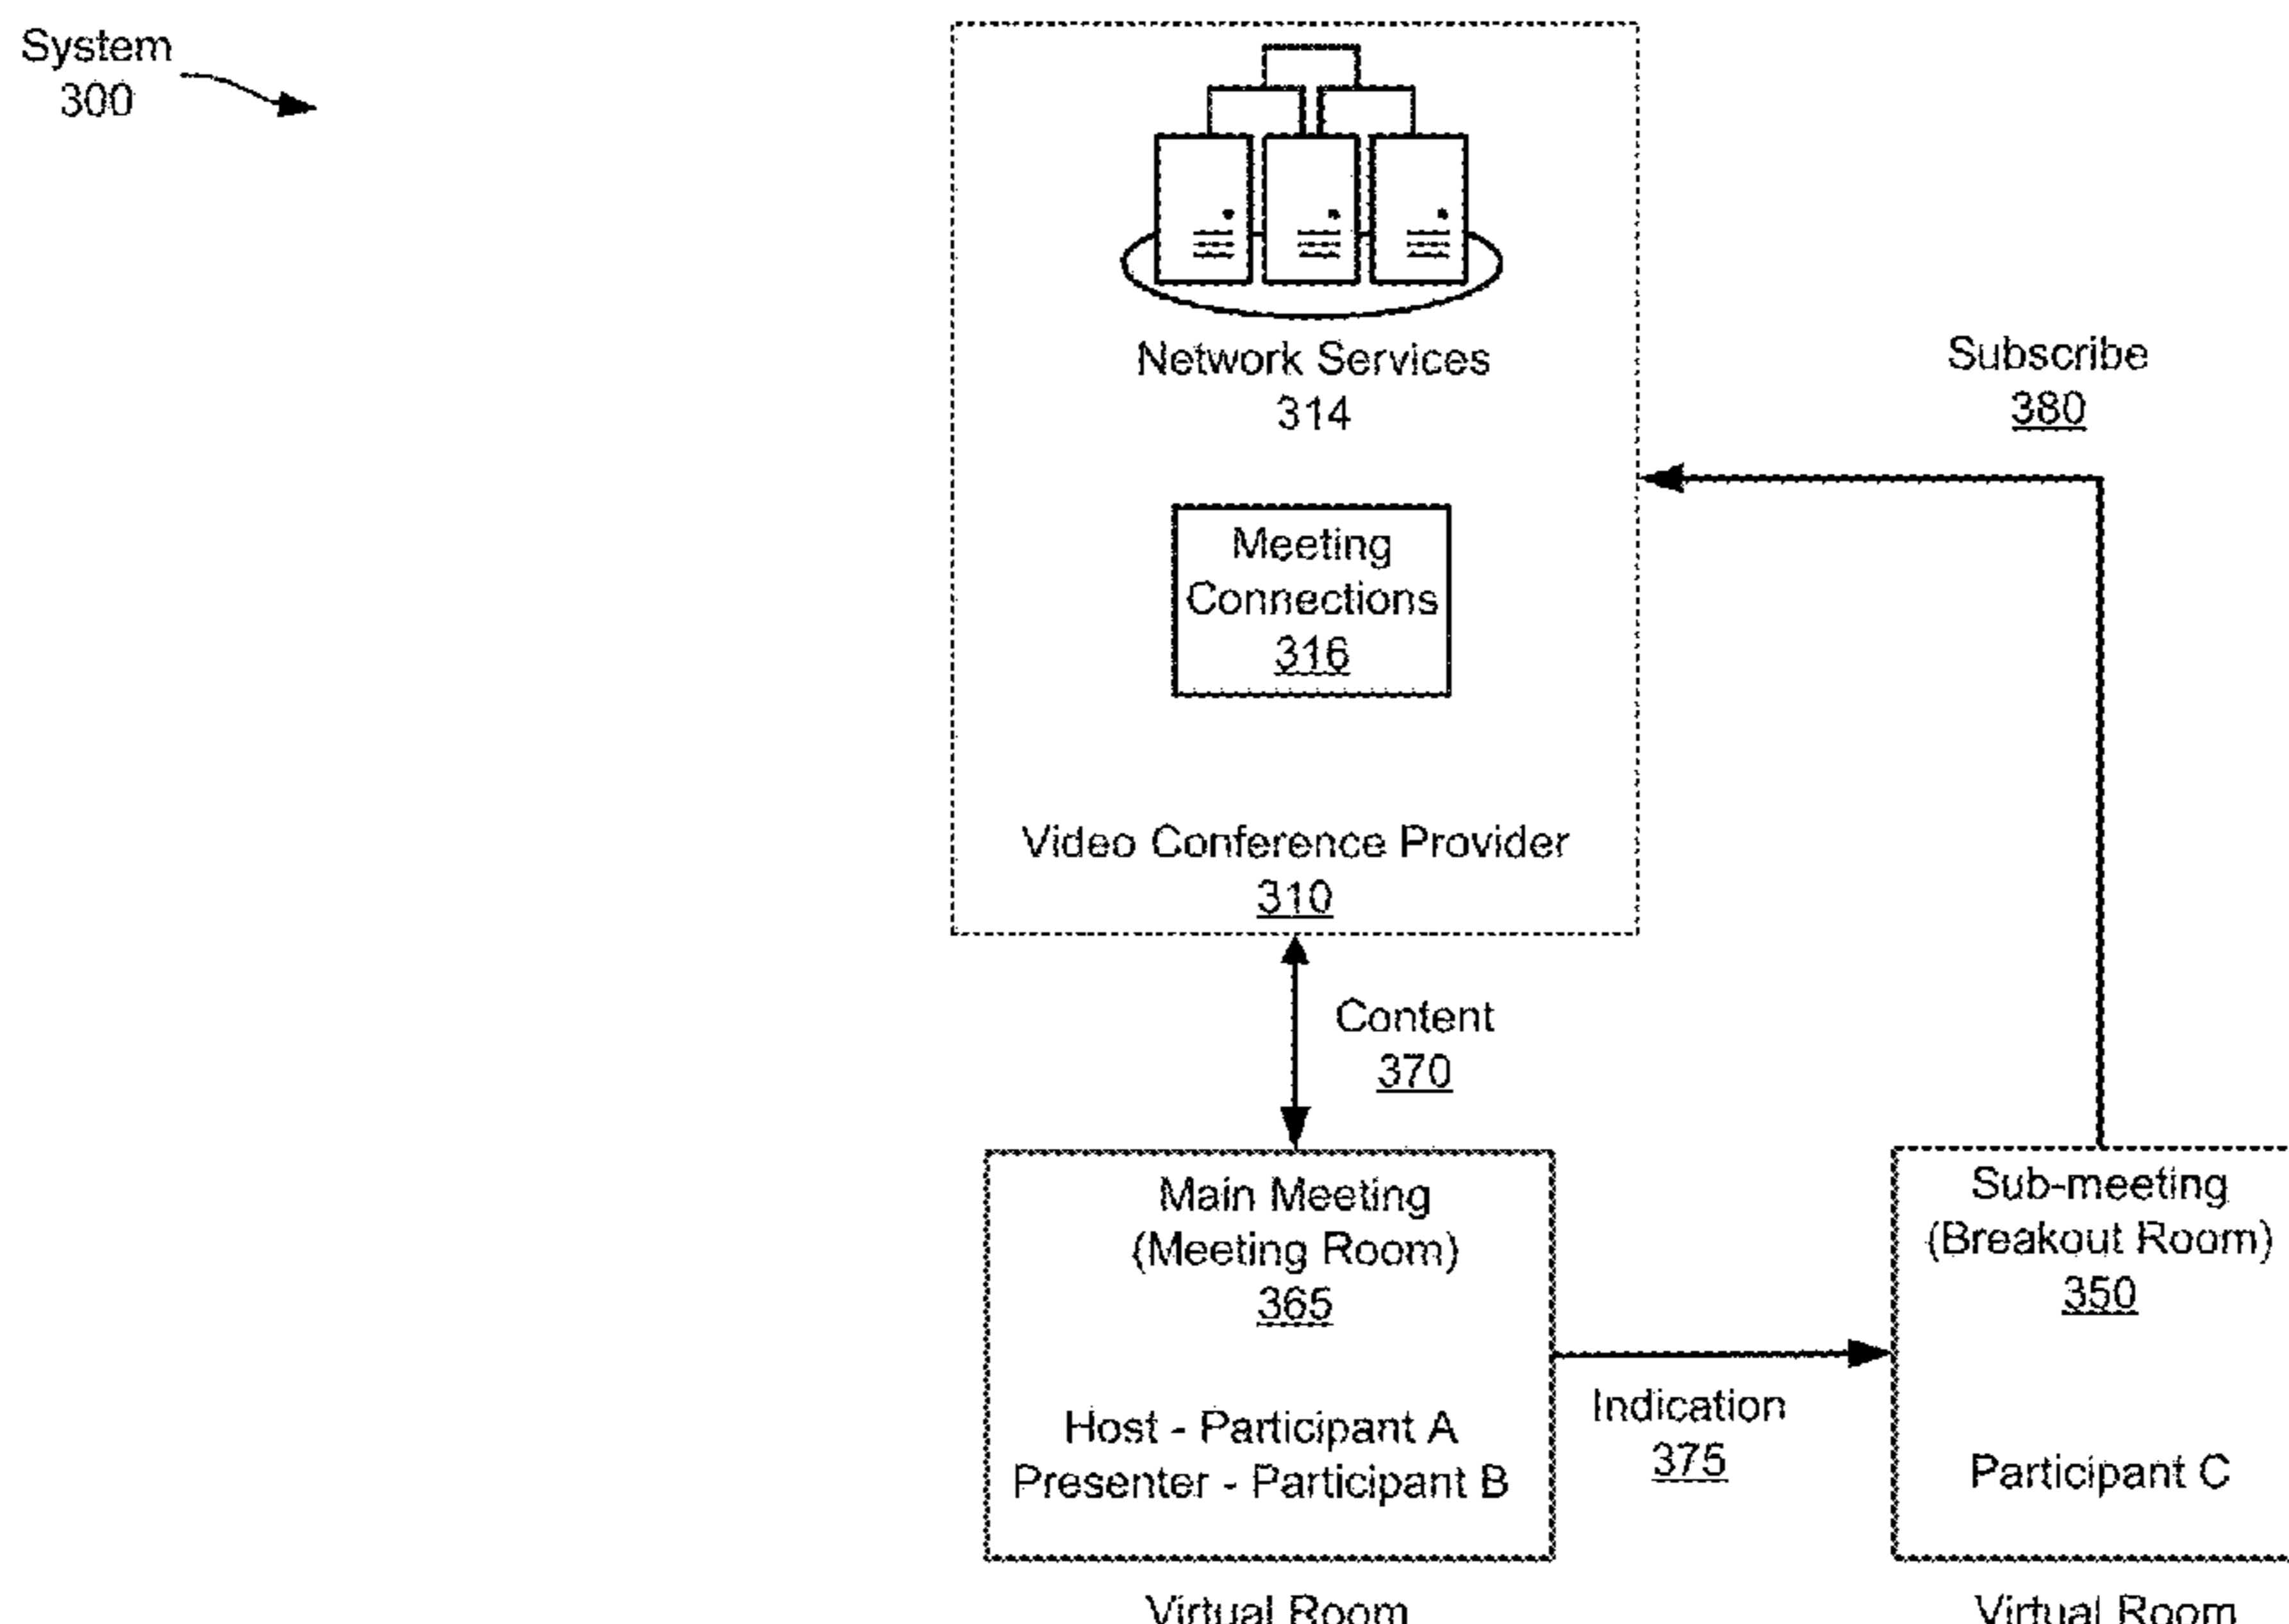 System
300
Network Services
314
Subscribe
380
Meeting
Connections
316
Video Conference Provider
310
Content
370
Main Meeting
(Meeting Room)
365
Host - Participant A
Presenter - Participant B
Indication
375
Sub-meeting
(Breakout Room)
350
Participant C
Virtual Room
Virtual Room